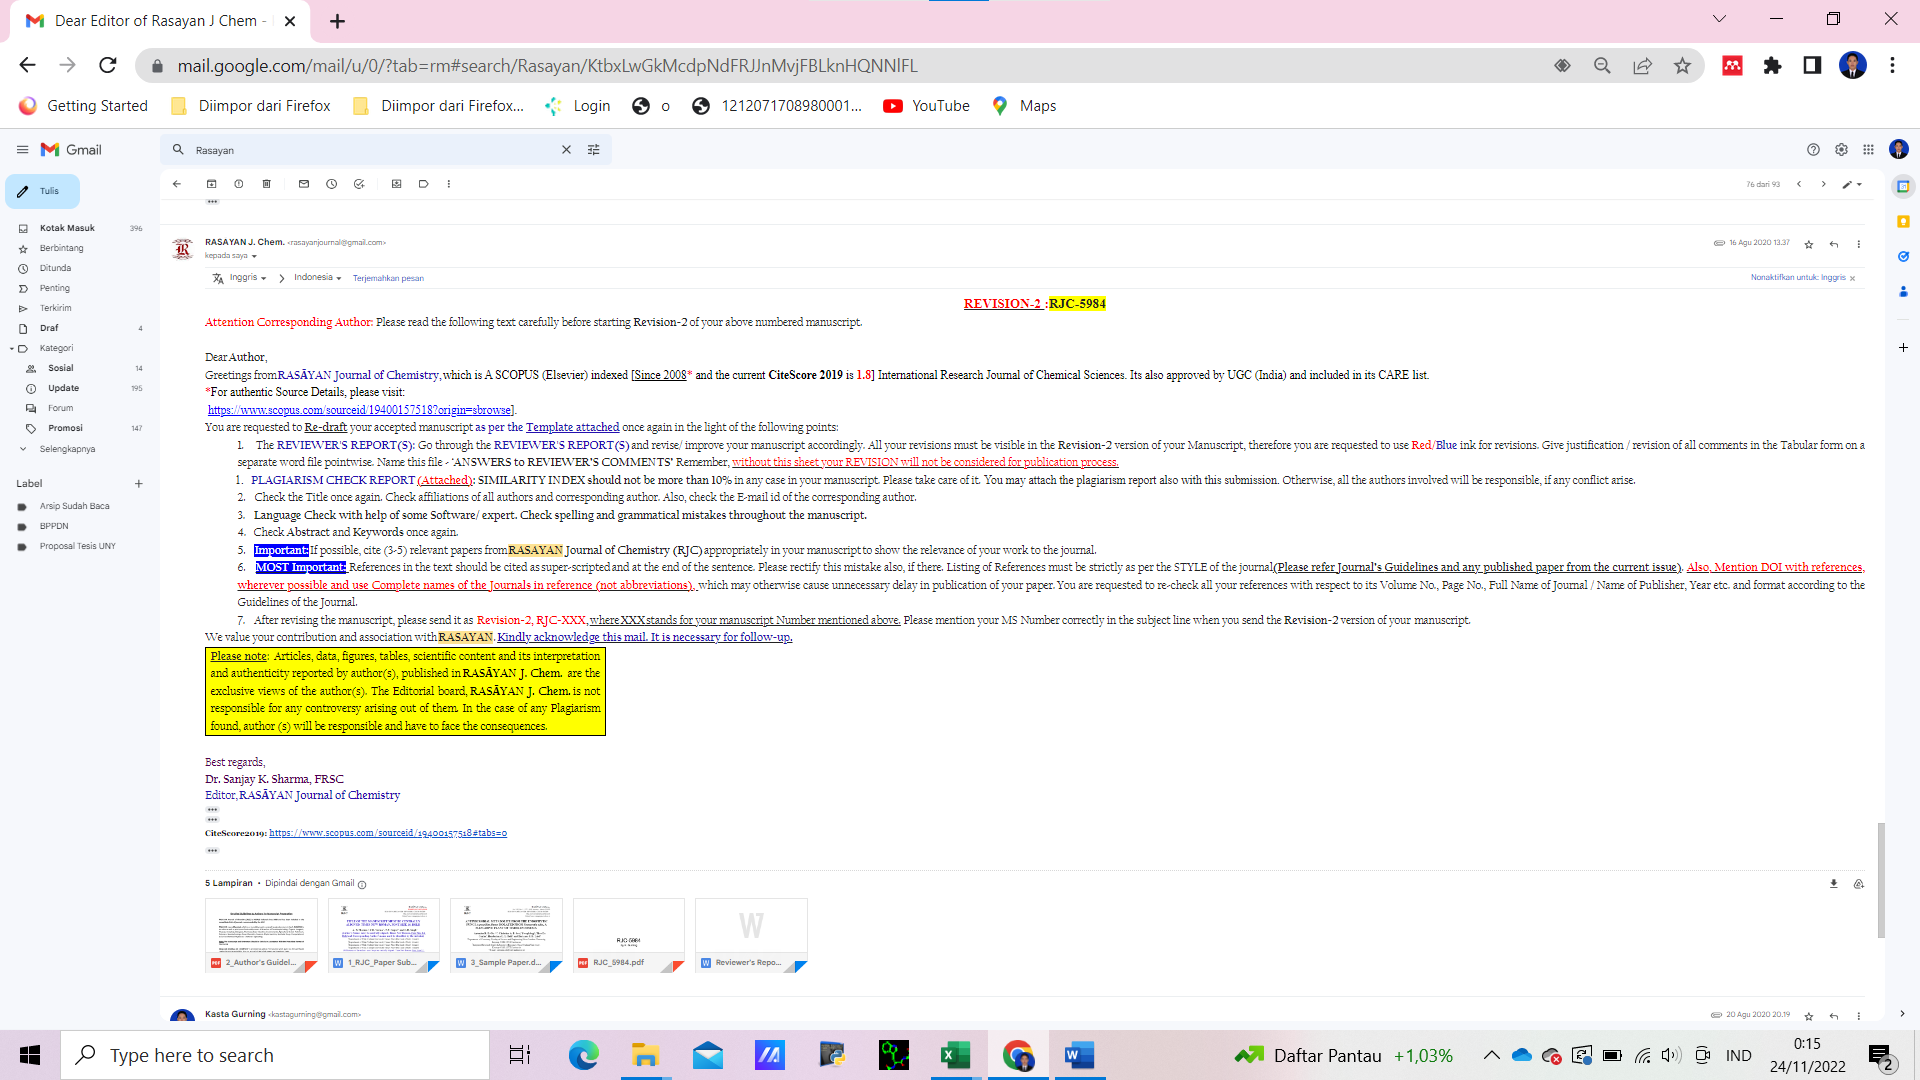 Dear Editor of Rasayan J Chem -
mail.google.com/mail/u/0/?tab=rm#search/Rasayan/KtbxLwGkMcdpNdFRJJnMvjFBLknHQNNlFL
Getting Started
Diimpor dari Firefox
Diimpor dari Firefox...
Login
o
1212071708980001...
YouTube
Maps
Gmail
Rasayan
Tulis
76 dari 93
Kotak Masuk 396
Berbintang
Ditunda
Penting
Terkirim
Draf 4
Kategori
Sosial 14
Update 195
Forum
Promosi 147
Selengkapnya
Label
Arsip Sudah Baca
BPPDN
Proposal Tesis UNY
RASAYAN J. Chem. <rasayanjournal@gmail.com>
16 Agu 2020 13.37
kepada saya
Inggris Indonesia Terjemahkan pesan
Nonaktifkan untuk: Inggris
REVISION-2 :RJC-5984
Attention Corresponding Author: Please read the following text carefully before starting Revision-2 of your above numbered manuscript.
Dear Author,
Greetings from RASĀYAN Journal of Chemistry, which is A SCOPUS (Elsevier) indexed [Since 2008* and the current CiteScore 2019 is 1.8] International Research Journal of Chemical Sciences. Its also approved by UGC (India) and included in its CARE list.
*For authentic Source Details, please visit:
https://www.scopus.com/sourceid/19400157518?origin=sbrowse].
You are requested to Re-draft your accepted manuscript as per the Template attached once again in the light of the following points:
1. The REVIEWER'S REPORT(S): Go through the REVIEWER'S REPORT(S) and revise/ improve your manuscript accordingly. All your revisions must be visible in the Revision-2 version of your Manuscript, therefore you are requested to use Red/Blue ink for revisions. Give justification / revision of all comments in the Tabular form on a
separate word file pointwise. Name this file - 'ANSWERS to REVIEWER'S COMMENTS' Remember, without this sheet your REVISION will not be considered for publication process.
1. PLAGIARISM CHECK REPORT (Attached): SIMILARITY INDEX should not be more than 10% in any case in your manuscript. Please take care of it. You may attach the plagiarism report also with this submission. Otherwise, all the authors involved will be responsible, if any conflict arise.
2. Check the Title once again. Check affiliations of all authors and corresponding author. Also, check the E-mail id of the corresponding author.
3. Language Check with help of some Software/ expert. Check spelling and grammatical mistakes throughout the manuscript.
4. Check Abstract and Keywords once again.
5. Important: If possible, cite (3-5) relevant papers from RASAYAN Journal of Chemistry (RJC) appropriately in your manuscript to show the relevance of your work to the journal.
6. MOST Important: References in the text should be cited as super-scripted and at the end of the sentence. Please rectify this mistake also, if there. Listing of References must be strictly as per the STYLE of the journal (Please refer Journal's Guidelines and any published paper from the current issue). Also, Mention DOI with references,
wherever possible and use Complete names of the Journals in reference (not abbreviations), which may otherwise cause unnecessary delay in publication of your paper. You are requested to re-check all your references with respect to its Volume No., Page No., Full Name of Journal / Name of Publisher, Year etc. and format according to the
Guidelines of the Journal.
7. After revising the manuscript, please send it as Revision-2, RJC-XXX, where XXX stands for your manuscript Number mentioned above. Please mention your MS Number correctly in the subject line when you send the Revision-2 version of your manuscript.
We value your contribution and association with RASAYAN. Kindly acknowledge this mail. It is necessary for follow-up.
Please note: Articles, data, figures, tables, scientific content and its interpretation
and authenticity reported by author(s), published in RASĀYAN J. Chem. are the
exclusive views of the author(s). The Editorial board, RASĀYAN J. Chem. is not
responsible for any controversy arising out of them. In the case of any Plagiarism
found, author (s) will be responsible and have to face the consequences.
Best regards,
Dr. Sanjay K. Sharma, FRSC
Editor, RASĀYAN Journal of Chemistry
CiteScore2019: https://www.scopus.com/sourceid/19400157518#tabs=0
5 Lampiran • Dipindai dengan Gmail
RJC-5984
2_Author's Guidel...
1_RJC_Paper Sub...
3_Sample Paper.d...
RJC_5984.pdf
Reviewer's Repo...
Kasta Gurning <kastagurning@gmail.com>
20 Agu 2020 20.19
Type here to search
Daftar Pantau +1,03%
IND
0:15
24/11/2022
2